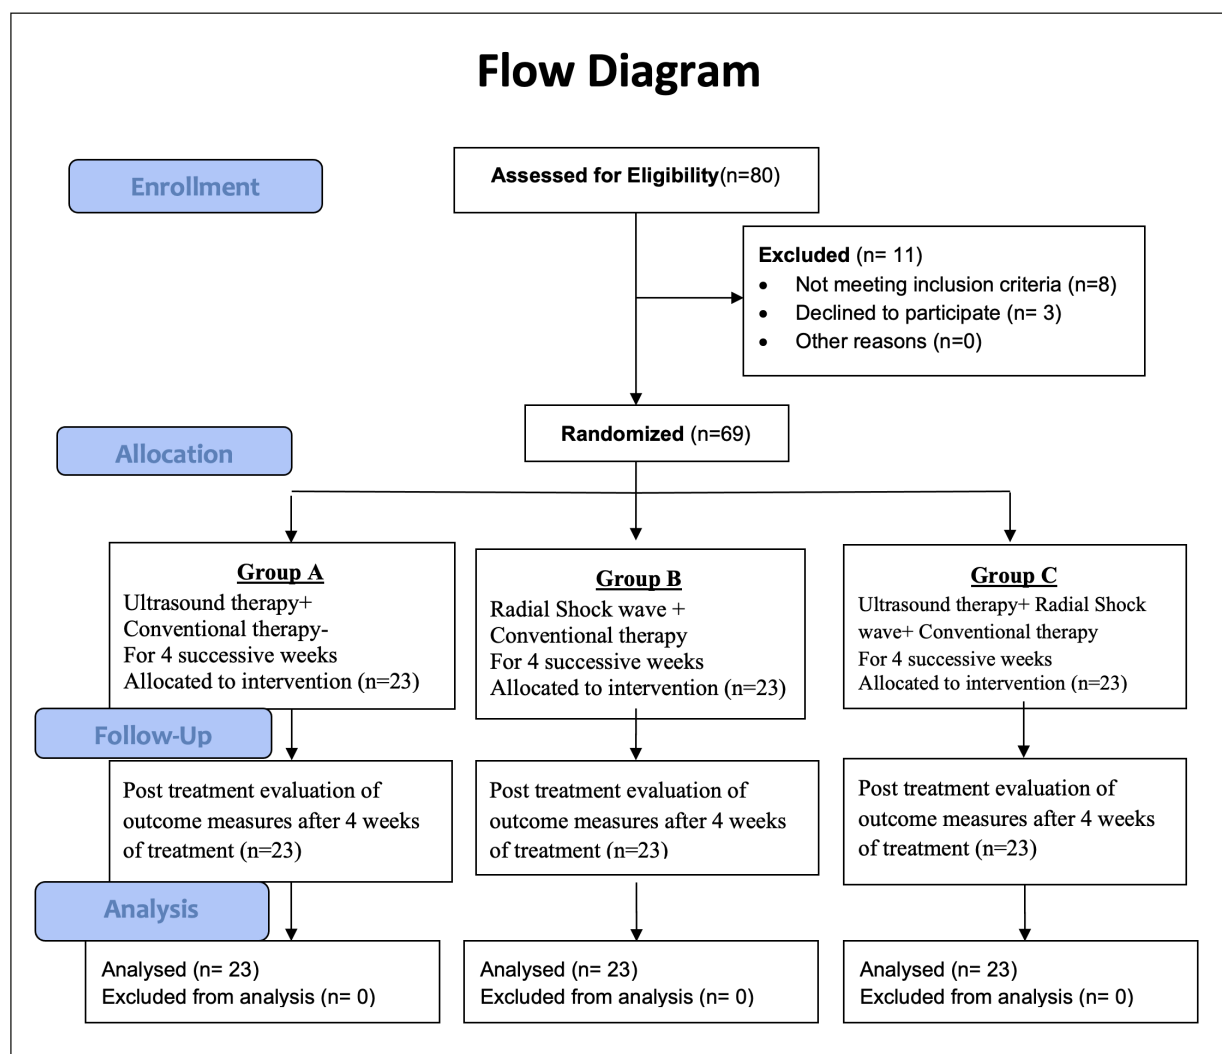 Flow Diagram
Enrollment
Assessed for Eligibility(n=80)
Excluded (n= 11)
• Not meeting inclusion criteria (n=8)
• Declined to participate (n= 3)
• Other reasons (n=0)
Randomized (n=69)
Allocation
Group A
Ultrasound therapy+
Conventional therapy-
For 4 successive weeks
Allocated to intervention (n=23)
Group B
Radial Shock wave +
Conventional therapy
For 4 successive weeks
Allocated to intervention (n=23)
Group C
Ultrasound therapy+ Radial Shock
wave+ Conventional therapy
For 4 successive weeks
Allocated to intervention (n=23)
Follow-Up
Post treatment evaluation of
outcome measures after 4 weeks
of treatment (n=23)
Post treatment evaluation of
outcome measures after 4 weeks
of treatment (n=23)
Post treatment evaluation of
outcome measures after 4 weeks
of treatment (n=23)
Analysis
Analysed (n= 23)
Excluded from analysis (n= 0)
Analysed (n= 23)
Excluded from analysis (n= 0)
Analysed (n= 23)
Excluded from analysis (n= 0)